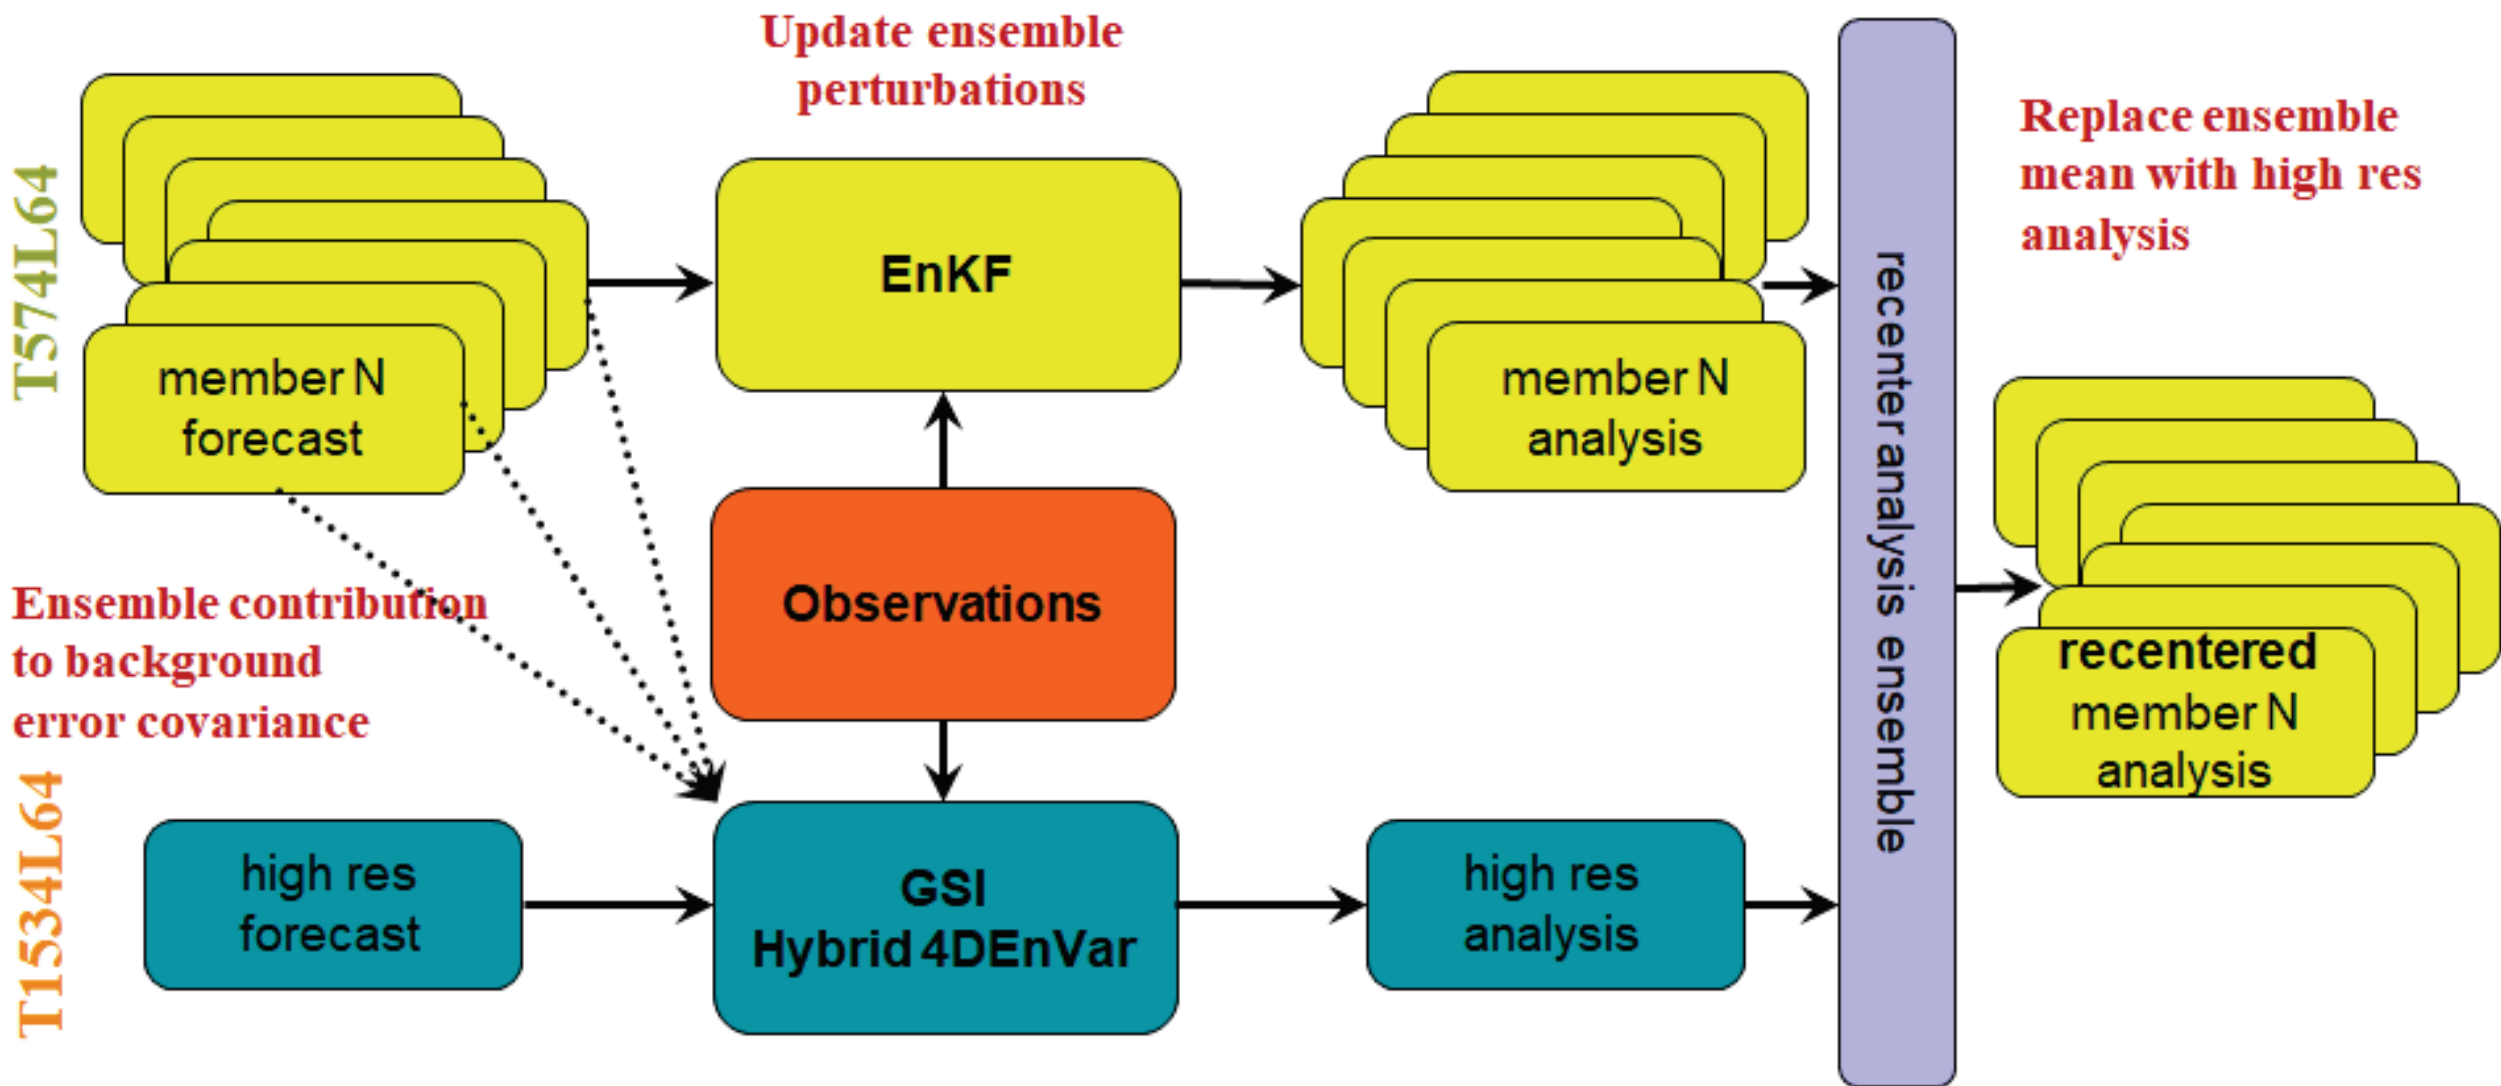 Update ensemble
perturbations
T574L64
member N
forecast
EnKF
member N
analysis
Replace ensemble
mean with high res
analysis
recenter analysis ensemble
Observations
Ensemble contribution
to background
error covariance
recentered
member N
analysis
T1534L64
high res
forecast
GSI
Hybrid 4DEnVar
high res
analysis